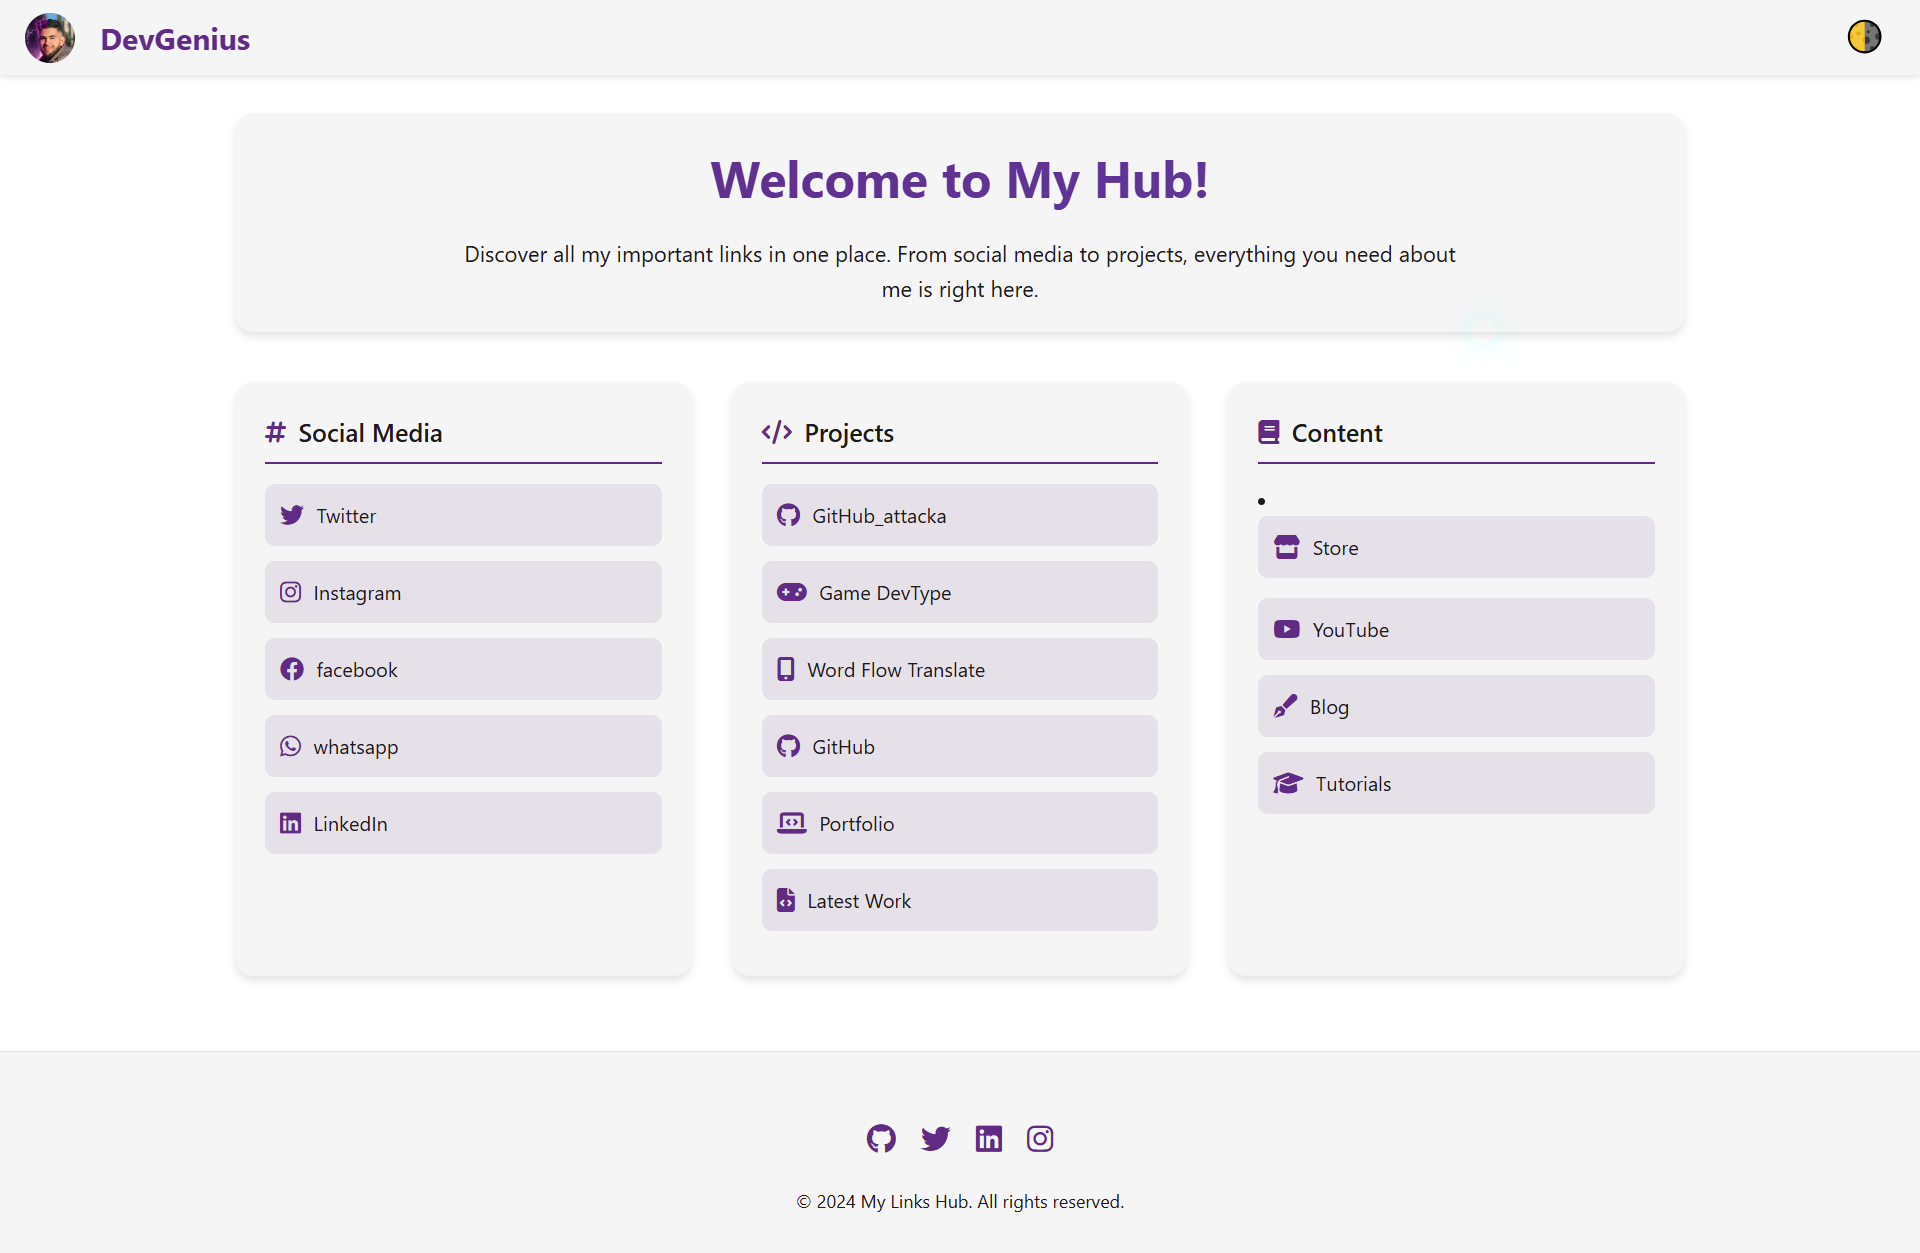 DevGenius
Welcome to My Hub!
Discover all my important links in one place. From social media to projects, everything you need about
me is right here.
Social Media
Twitter
Instagram
facebook
whatsapp
LinkedIn
Projects
GitHub_attacka
Game DevType
Word Flow Translate
GitHub
Portfolio
Latest Work
Content
Store
YouTube
Blog
Tutorials
© 2024 My Links Hub. All rights reserved.